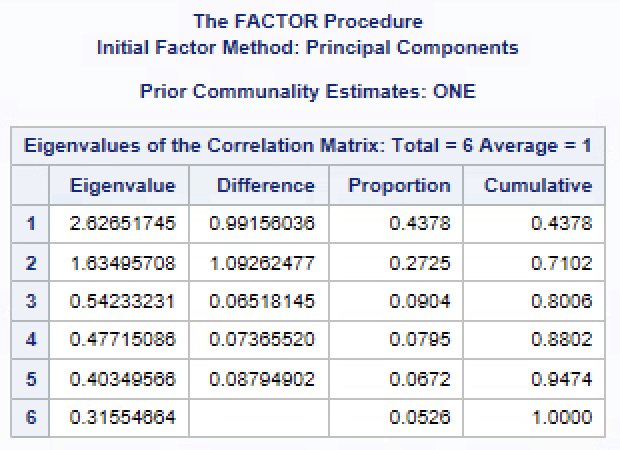 The FACTOR Procedure
Initial Factor Method: Principal Components
Prior Communality Estimates: ONE
Eigenvalues of the Correlation Matrix: Total = 6 Average = 1
Eigenvalue Difference Proportion Cumulative
1 2.62651745 0.99156036 0.4378 0.4378
2 1.63495708 1.09262477 0.2725 0.7102
3 0.54233231 0.06518145 0.0904 0.8006
4 0.47715086 0.07365520 0.0795 0.8802
5 0.40349566 0.08794902 0.0672 0.9474
6 0.31554664 0.0526 1.0000